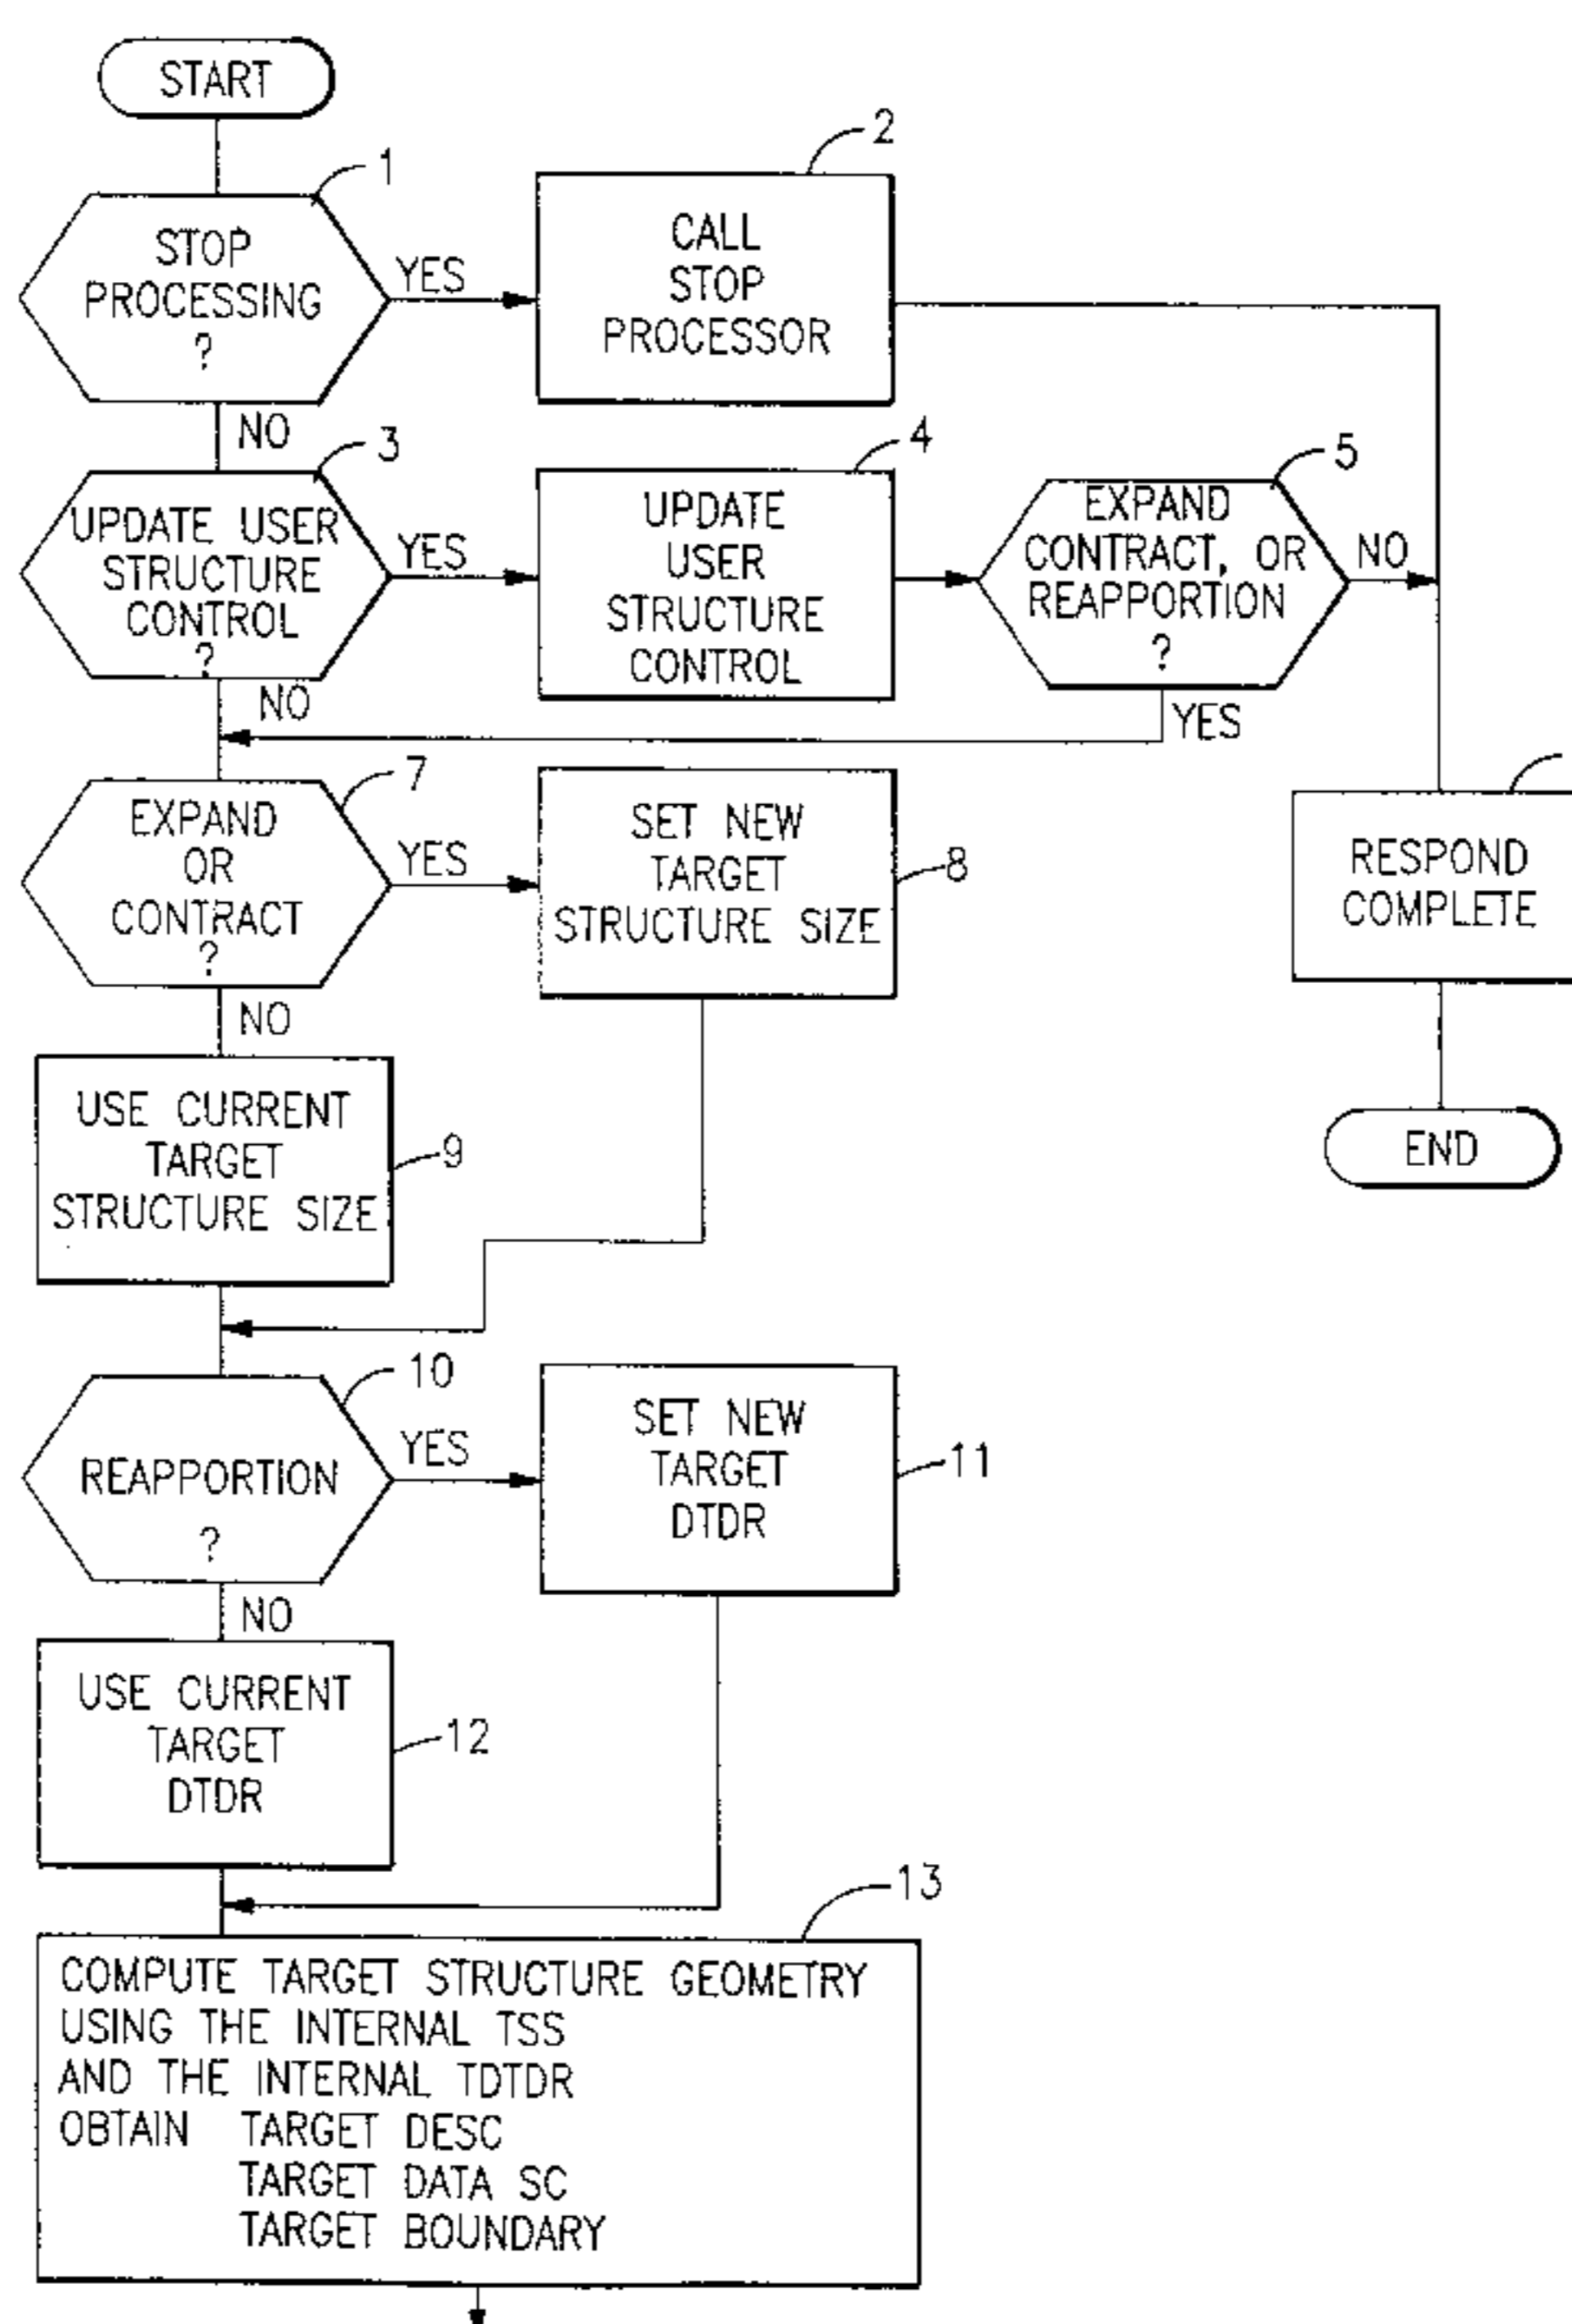 START
1
STOP
PROCESSING
?
YES
2
CALL
STOP
PROCESSOR
NO
3
UPDATE USER
STRUCTURE
CONTROL
?
YES
4
UPDATE
USER
STRUCTURE
CONTROL
5
EXPAND
CONTRACT, OR
REAPPORTION
?
NO
YES
NO
7
EXPAND
OR
CONTRACT
?
YES
SET NEW
TARGET
STRUCTURE SIZE
8
RESPOND
COMPLETE
NO
USE CURRENT
TARGET
STRUCTURE SIZE
9
END
10
REAPPORTION
?
YES
SET NEW
TARGET
DTDR
11
NO
USE CURRENT
TARGET
DTDR
12
13
COMPUTE TARGET STRUCTURE GEOMETRY
USING THE INTERNAL TSS
AND THE INTERNAL TDTDR
OBTAIN TARGET DESC
TARGET DATA SC
TARGET BOUNDARY